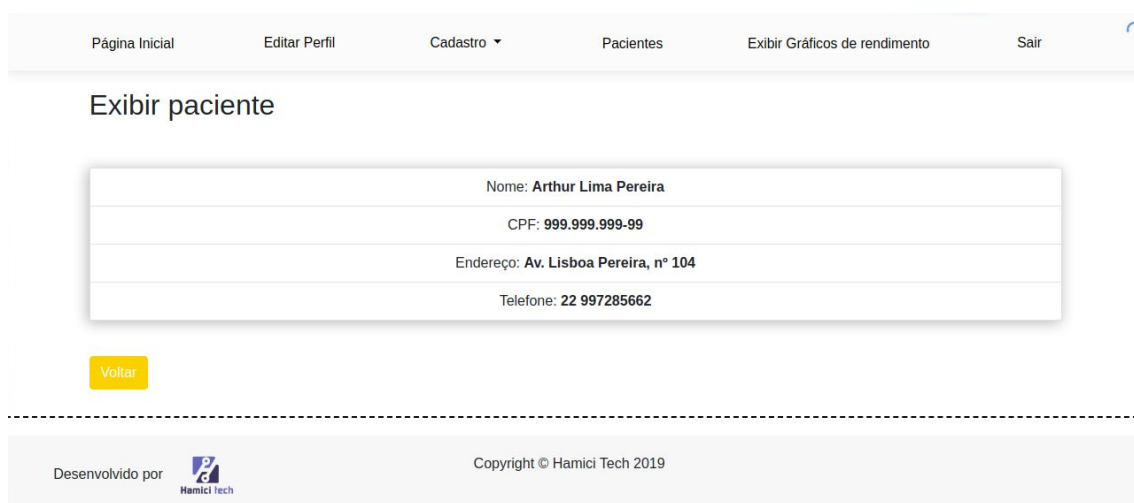 Página Inicial Editar Perfil Cadastro Pacientes Exibir Gráficos de rendimento Sair
Exibir paciente
Nome: Arthur Lima Pereira
CPF: 999.999.999-99
Endereço: Av. Lisboa Pereira, nº 104
Telefone: 22 997285662
Voltar
Desenvolvido por
Hamici tech
Copyright © Hamici Tech 2019